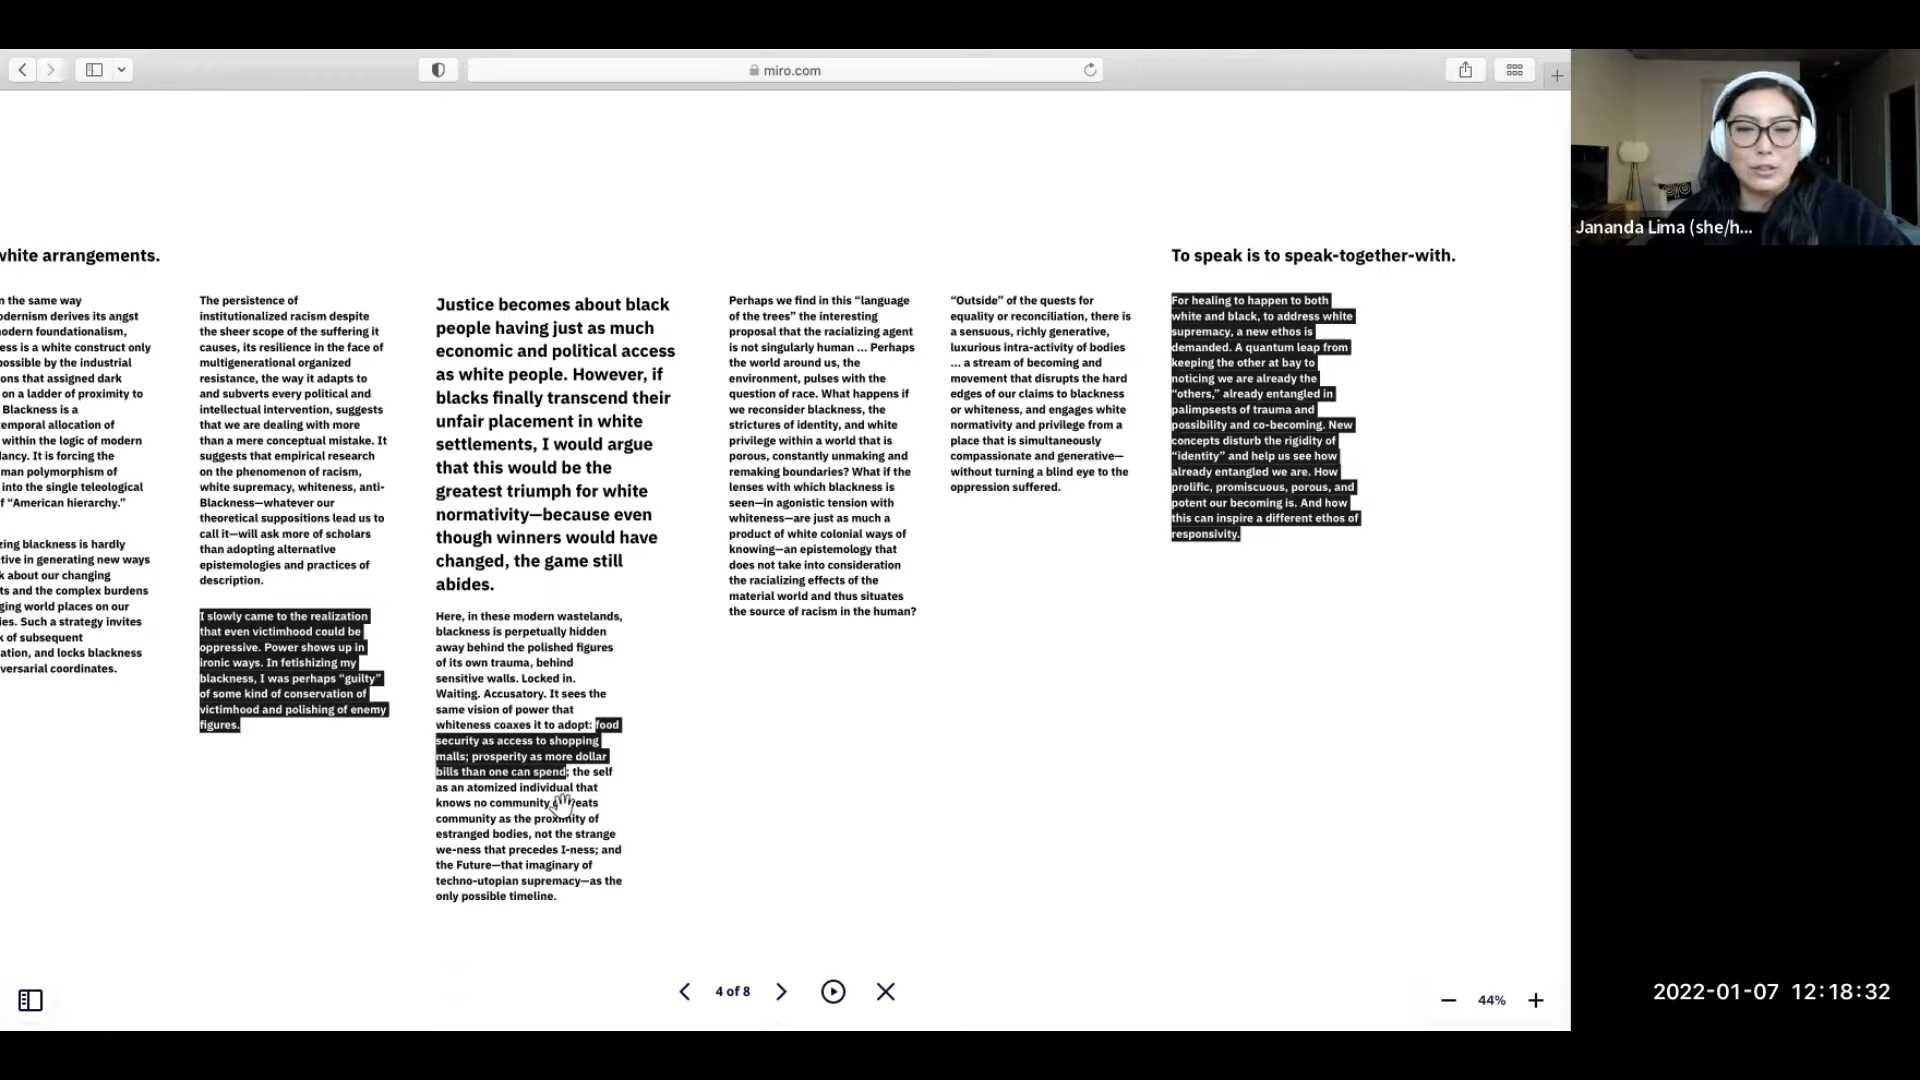 miro.com
Jananda Lima (she/h...
white arrangements.
n the same way
odernism derives its angst
nodern foundationalism,
ess is a white construct only
possible by the industrial
ons that assigned dark
on a ladder of proximity to
Blackness is a
temporal allocation of
within the logic of modern
dancy. It is forcing the
man polymorphism of
into the single teleological
f “American hierarchy.”
zing blackness is hardly
ctive in generating new ways
k about our changing
ts and the complex burdens
ging world places on our
ies. Such a strategy invites
k of subsequent
ation, and locks blackness
versarial coordinates.
The persistence of
institutionalized racism despite
the sheer scope of the suffering it
causes, its resilience in the face of
multigenerational organized
resistance, the way it adapts to
and subverts every political and
intellectual intervention, suggests
that we are dealing with more
than a mere conceptual mistake. It
suggests that empirical research
on the phenomenon of racism,
white supremacy, whiteness, anti-
Blackness—whatever our
theoretical suppositions lead us to
call it—will ask more of scholars
than adopting alternative
epistemologies and practices of
description.
I slowly came to the realization
that even victimhood could be
oppressive. Power shows up in
ironic ways. In fetishizing my
blackness, I was perhaps “guilty”
of some kind of conservation of
victimhood and polishing of enemy
figures.
Justice becomes about black
people having just as much
economic and political access
as white people. However, if
blacks finally transcend their
unfair placement in white
settlements, I would argue
that this would be the
greatest triumph for white
normativity—because even
though winners would have
changed, the game still
abides.
Here, in these modern wastelands,
blackness is perpetually hidden
away behind the polished figures
of its own trauma, behind
sensitive walls. Locked in.
Waiting. Accusatory. It sees the
same vision of power that
whiteness coaxes it to adopt: food
security as access to shopping
malls; prosperity as more dollar
bills than one can spend; the self
as an atomized individual that
knows no community eats
community as the proximity of
estranged bodies, not the strange
we-ness that precedes I-ness; and
the Future—that imaginary of
techno-utopian supremacy—as the
only possible timeline.
Perhaps we find in this “language
of the trees” the interesting
proposal that the racializing agent
is not singularly human ... Perhaps
the world around us, the
environment, pulses with the
question of race. What happens if
we reconsider blackness, the
strictures of identity, and white
privilege within a world that is
porous, constantly unmaking and
remaking boundaries? What if the
lenses with which blackness is
seen—in agonistic tension with
whiteness—are just as much a
product of white colonial ways of
knowing—an epistemology that
does not take into consideration
the racializing effects of the
material world and thus situates
the source of racism in the human?
“Outside” of the quests for
equality or reconciliation, there is
a sensuous, richly generative,
luxurious intra-activity of bodies
... a stream of becoming and
movement that disrupts the hard
edges of our claims to blackness
or whiteness, and engages white
normativity and privilege from a
place that is simultaneously
compassionate and generative—
without turning a blind eye to the
oppression suffered.
To speak is to speak-together-with.
For healing to happen to both
white and black, to address white
supremacy, a new ethos is
demanded. A quantum leap from
keeping the other at bay to
noticing we are already the
“others,” already entangled in
palimpsests of trauma and
possibility and co-becoming. New
concepts disturb the rigidity of
“identity” and help us see how
already entangled we are. How
prolific, promiscuous, porous, and
potent our becoming is. And how
this can inspire a different ethos of
responsivity.
4 of 8
44%
2022-01-07 12:18:32